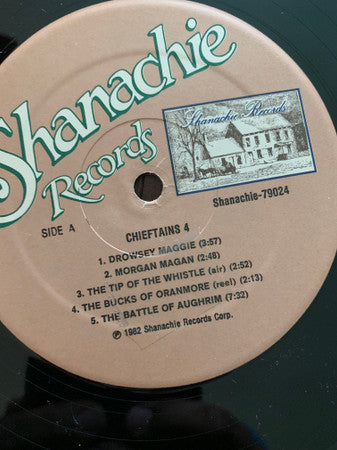 Shanachie
Records
Shanachie Records
Shanachie-79024
SIDE A
CHIEFTAINS 4
1. DROWSEY MAGGIE (3:57)
2. MORGAN MAGAN (2:48)
3. THE TIP OF THE WHISTLE (air) (2:52)
4. THE BUCKS OF ORANMORE (reel) (2:13)
5. THE BATTLE OF AUGHRIM (7:32)
℗ 1982 Shanachie Records Corp.